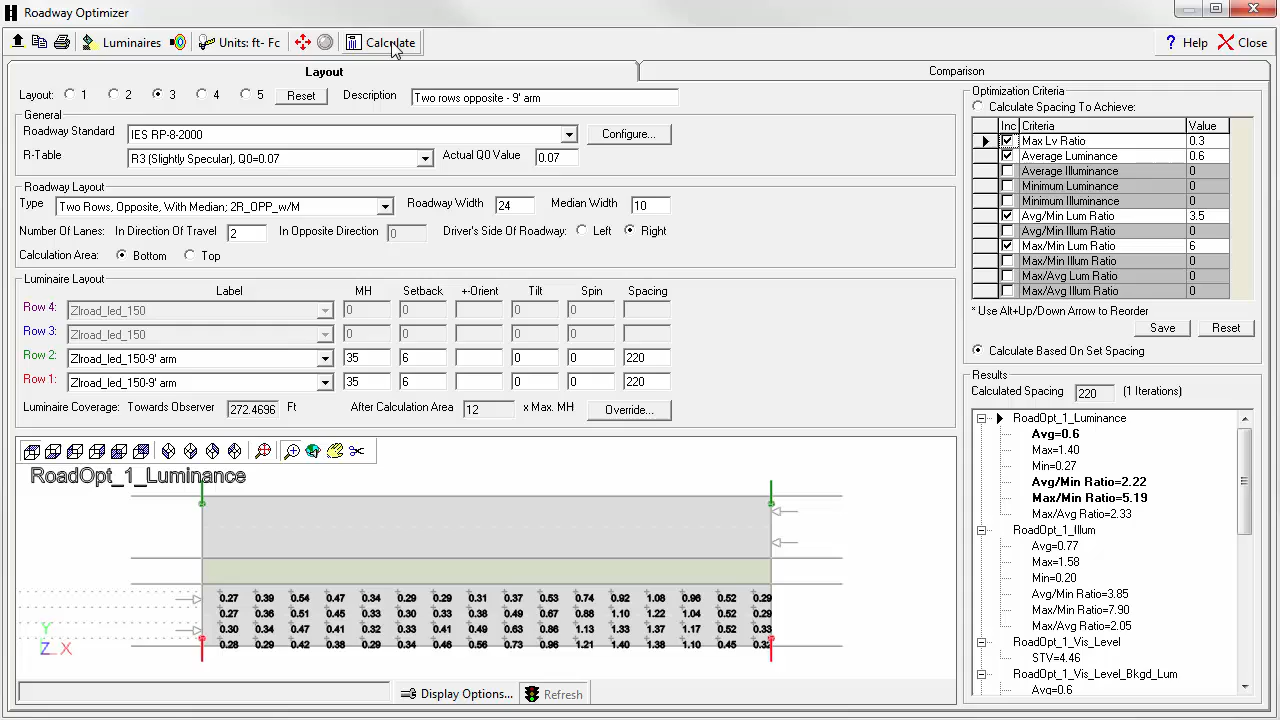 Roadway Optimizer
Luminaires Units: ft- Fc Calculate Help Close
Layout Comparison
Layout: 1 2 3 4 5 Reset Description Two rows opposite - 9' arm
General
Roadway Standard IES RP-8-2000 Configure...
R-Table R3 (Slightly Specular), Q0=0.07 Actual Q0 Value 0.07
Roadway Layout
Type Two Rows, Opposite, With Median; 2R_OPP_w/M Roadway Width 24 Median Width 10
Number Of Lanes: In Direction Of Travel 2 In Opposite Direction 0 Driver's Side Of Roadway: Left Right
Calculation Area: Bottom Top
Luminaire Layout
Label MH Setback +-Orient Tilt Spin Spacing
Row 4: Zlroad_led_150 0 0 0 0
Row 3: Zlroad_led_150 0 0 0 0
Row 2: Zlroad_led_150-9' arm 35 6 0 0 220
Row 1: Zlroad_led_150-9' arm 35 6 0 0 220
Luminaire Coverage: Towards Observer 272.4696 Ft After Calculation Area 12 x Max. MH Override...
RoadOpt_1_Luminance
0.27 0.39 0.54 0.47 0.34 0.29 0.29 0.31 0.37 0.53 0.74 0.92 1.08 0.96 0.52 0.29
0.27 0.36 0.51 0.45 0.33 0.30 0.33 0.38 0.49 0.67 0.88 1.10 1.22 1.04 0.52 0.29
0.30 0.34 0.47 0.41 0.32 0.33 0.41 0.49 0.63 0.86 1.13 1.33 1.37 1.17 0.52 0.33
0.28 0.29 0.42 0.38 0.29 0.34 0.46 0.56 0.73 0.96 1.21 1.40 1.38 1.10 0.45 0.32
Y
Z X
Display Options... Refresh
Optimization Criteria
Calculate Spacing To Achieve:
Inc Criteria Value
Max Lv Ratio 0.3
Average Luminance 0.6
Average Illuminance 0
Minimum Luminance 0
Minimum Illuminance 0
Avg/Min Lum Ratio 3.5
Avg/Min Illum Ratio 0
Max/Min Lum Ratio 6
Max/Min Illum Ratio 0
Max/Avg Lum Ratio 0
Max/Avg Illum Ratio 0
* Use Alt+Up/Down Arrow to Reorder
Save Reset
Calculate Based On Set Spacing
Results
Calculated Spacing 220 (1 Iterations)
RoadOpt_1_Luminance
Avg=0.6
Max=1.40
Min=0.27
Avg/Min Ratio=2.22
Max/Min Ratio=5.19
Max/Avg Ratio=2.33
RoadOpt_1_Illum
Avg=0.77
Max=1.58
Min=0.20
Avg/Min Ratio=3.85
Max/Min Ratio=7.90
Max/Avg Ratio=2.05
RoadOpt_1_Vis_Level
STV=4.46
RoadOpt_1_Vis_Level_Bkgd_Lum
Avg=0.6